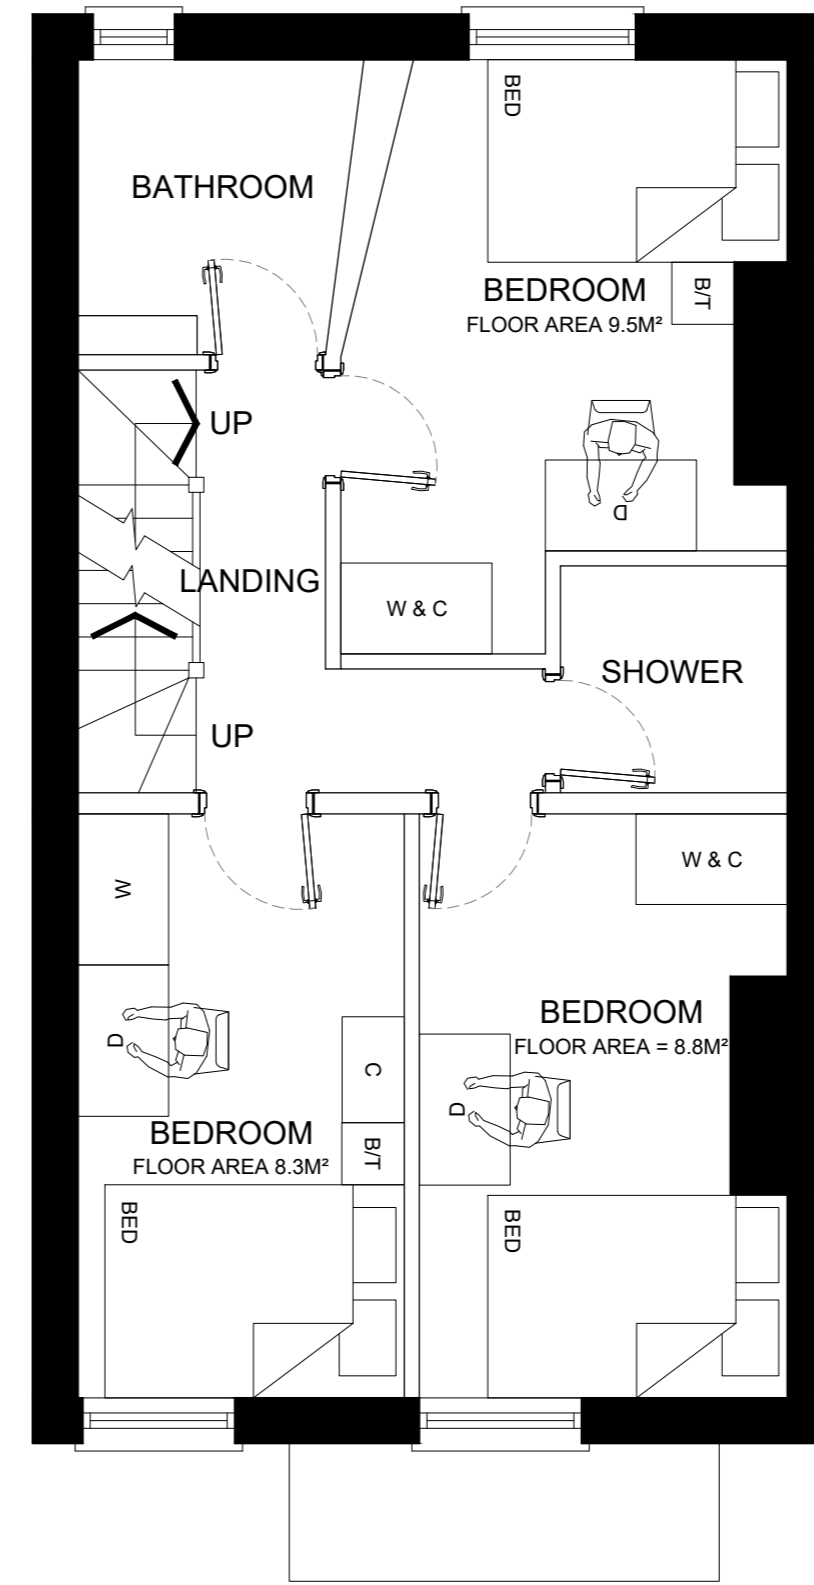 BED
BATHROOM
BEDROOM
FLOOR AREA 9.5M²
B/T
UP
D
LANDING
W & C
SHOWER
UP
W & C
W
BEDROOM
FLOOR AREA = 8.8M²
D
C
D
BEDROOM
FLOOR AREA 8.3M²
B/T
BED
BED